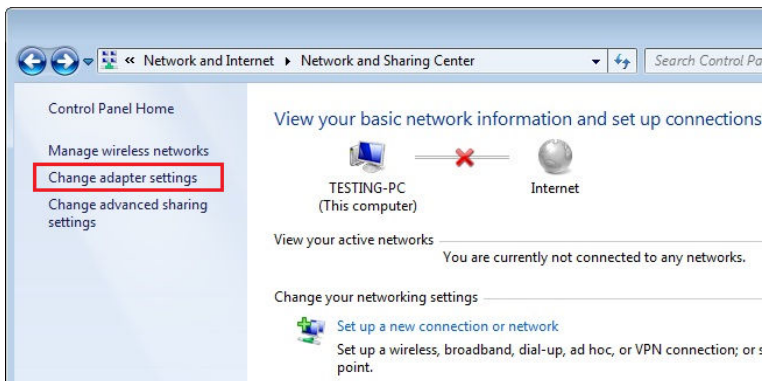 « Network and Internet ▸ Network and Sharing Center
Search Control Pa
Control Panel Home
Manage wireless networks
Change adapter settings
Change advanced sharing
settings
View your basic network information and set up connections
TESTING-PC
(This computer)
Internet
View your active networks
You are currently not connected to any networks.
Change your networking settings
Set up a new connection or network
Set up a wireless, broadband, dial-up, ad hoc, or VPN connection; or s
point.